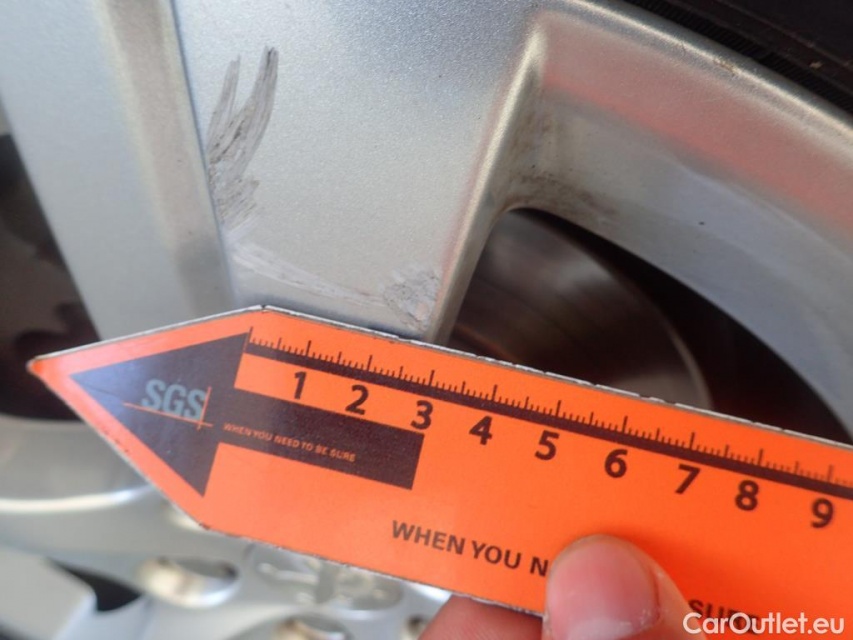 SGS
WHEN YOU NEED TO BE SURE
1 2 3 4 5 6 7 8 9
WHEN YOU N
SURE
CarOutlet.eu